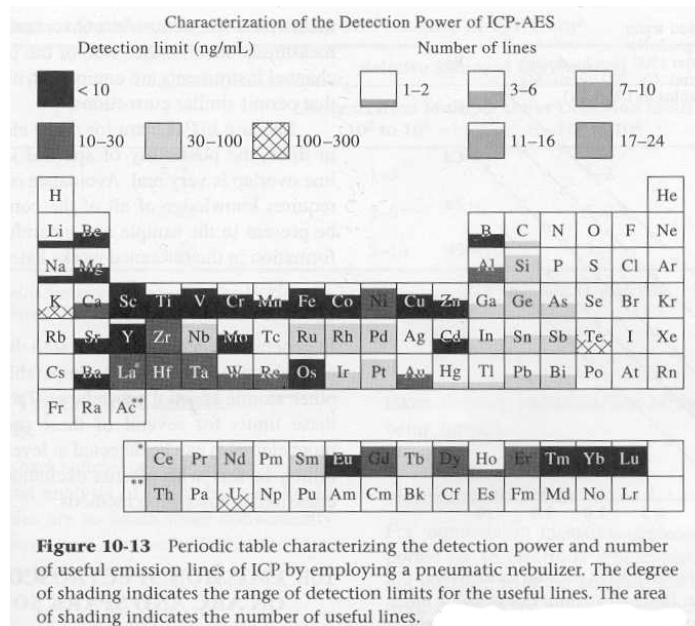 Characterization of the Detection Power of ICP-AES
Detection limit (ng/mL) Number of lines
< 10 1–2 3–6 7–10
10–30 30–100 100–300 11–16 17–24
H He
Li Be B C N O F Ne
Na Mg Al Si P S Cl Ar
K Ca Sc Ti V Cr Mn Fe Co Ni Cu Zn Ga Ge As Se Br Kr
Rb Sr Y Zr Nb Mo Tc Ru Rh Pd Ag Cd In Sn Sb Te I Xe
Cs Ba La* Hf Ta W Re Os Ir Pt Au Hg Tl Pb Bi Po At Rn
Fr Ra Ac**
* Ce Pr Nd Pm Sm Eu Gd Tb Dy Ho Er Tm Yb Lu
** Th Pa U Np Pu Am Cm Bk Cf Es Fm Md No Lr
Figure 10-13 Periodic table characterizing the detection power and number
of useful emission lines of ICP by employing a pneumatic nebulizer. The degree
of shading indicates the range of detection limits for the useful lines. The area
of shading indicates the number of useful lines.